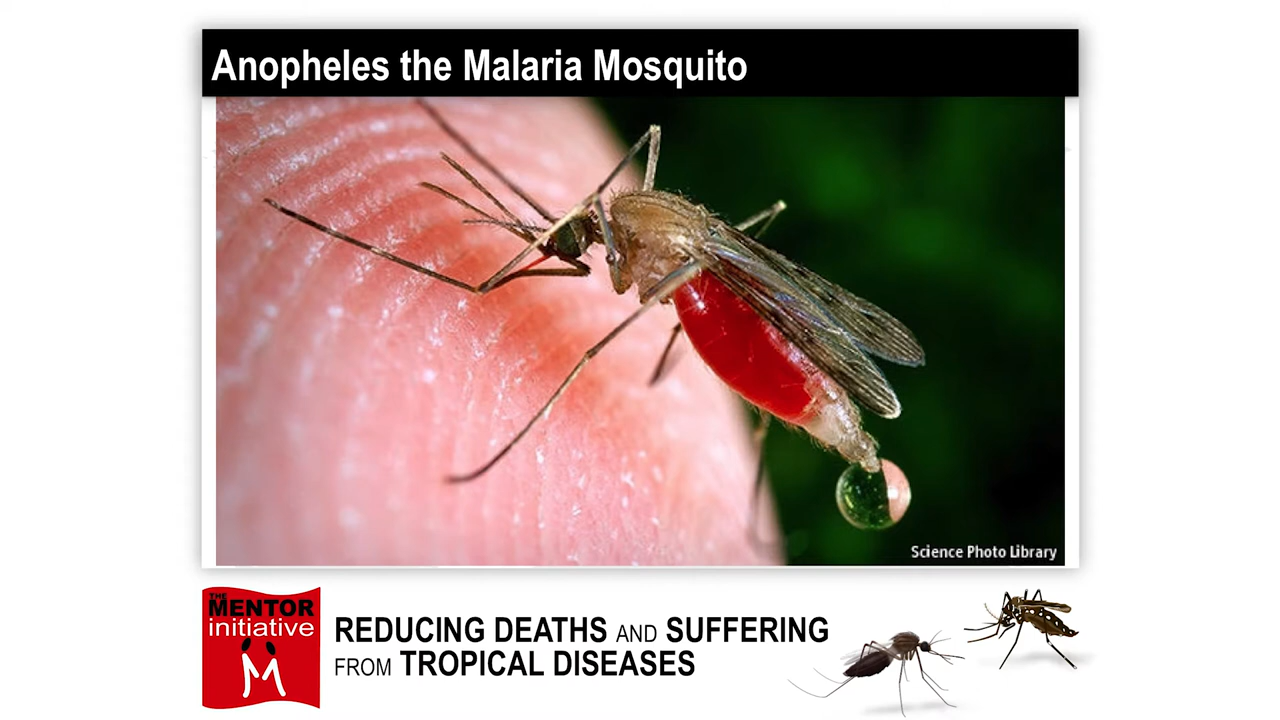 Anopheles the Malaria Mosquito
Science Photo Library
THE
MENTOR
initiative
REDUCING DEATHS AND SUFFERING
FROM TROPICAL DISEASES